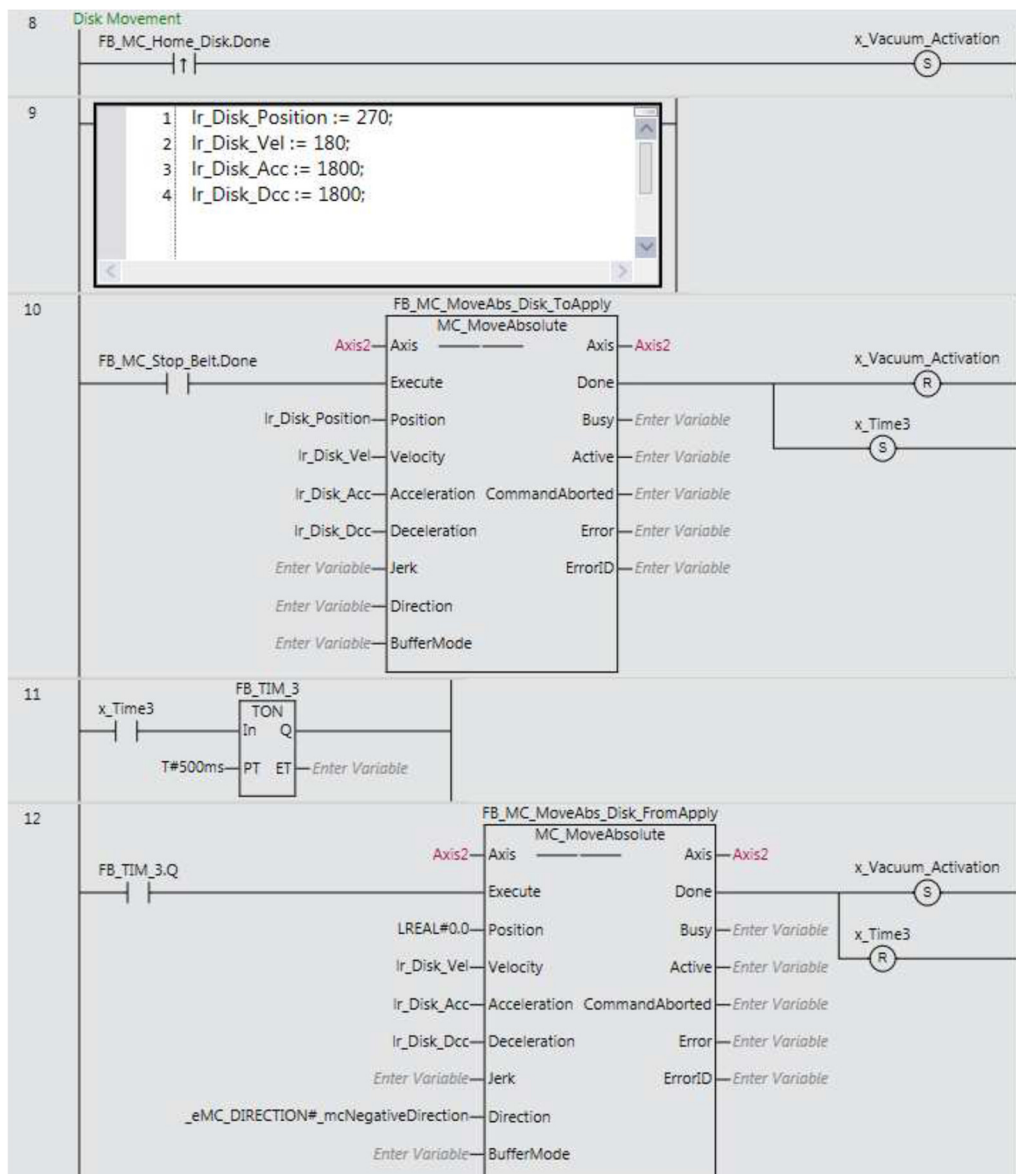 8
Disk Movement
FB_MC_Home_Disk.Done
x_Vacuum_Activation
S
9
1 lr_Disk_Position := 270;
2 lr_Disk_Vel := 180;
3 lr_Disk_Acc := 1800;
4 lr_Disk_Dcc := 1800;
10
FB_MC_MoveAbs_Disk_ToApply
MC_MoveAbsolute
Axis2 Axis Axis Axis2
FB_MC_Stop_Belt.Done
x_Vacuum_Activation
Execute Done R
lr_Disk_Position Position Busy Enter Variable
x_Time3
lr_Disk_Vel Velocity Active Enter Variable
S
lr_Disk_Acc Acceleration CommandAborted Enter Variable
lr_Disk_Dcc Deceleration Error Enter Variable
Enter Variable Jerk ErrorID Enter Variable
Enter Variable Direction
Enter Variable BufferMode
11
FB_TIM_3
x_Time3
TON
In Q
T#500ms PT ET Enter Variable
12
FB_MC_MoveAbs_Disk_FromApply
MC_MoveAbsolute
Axis2 Axis Axis Axis2
FB_TIM_3.Q
x_Vacuum_Activation
Execute Done S
LREAL#0.0 Position Busy Enter Variable
x_Time3
lr_Disk_Vel Velocity Active Enter Variable
R
lr_Disk_Acc Acceleration CommandAborted Enter Variable
lr_Disk_Dcc Deceleration Error Enter Variable
Enter Variable Jerk ErrorID Enter Variable
_eMC_DIRECTION#_mcNegativeDirection Direction
Enter Variable BufferMode